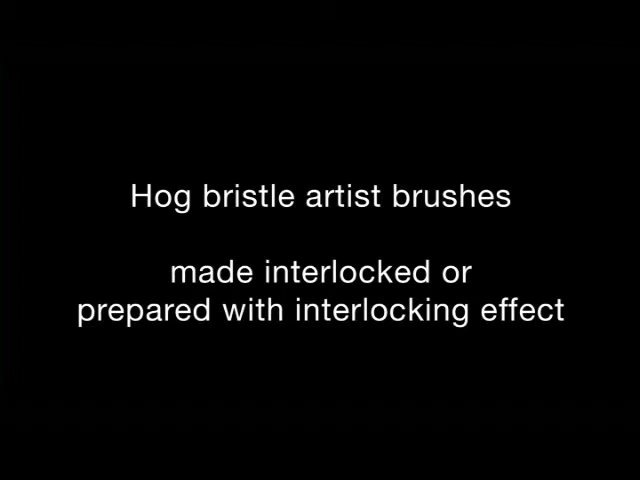 Hog bristle artist brushes
made interlocked or
prepared with interlocking effect